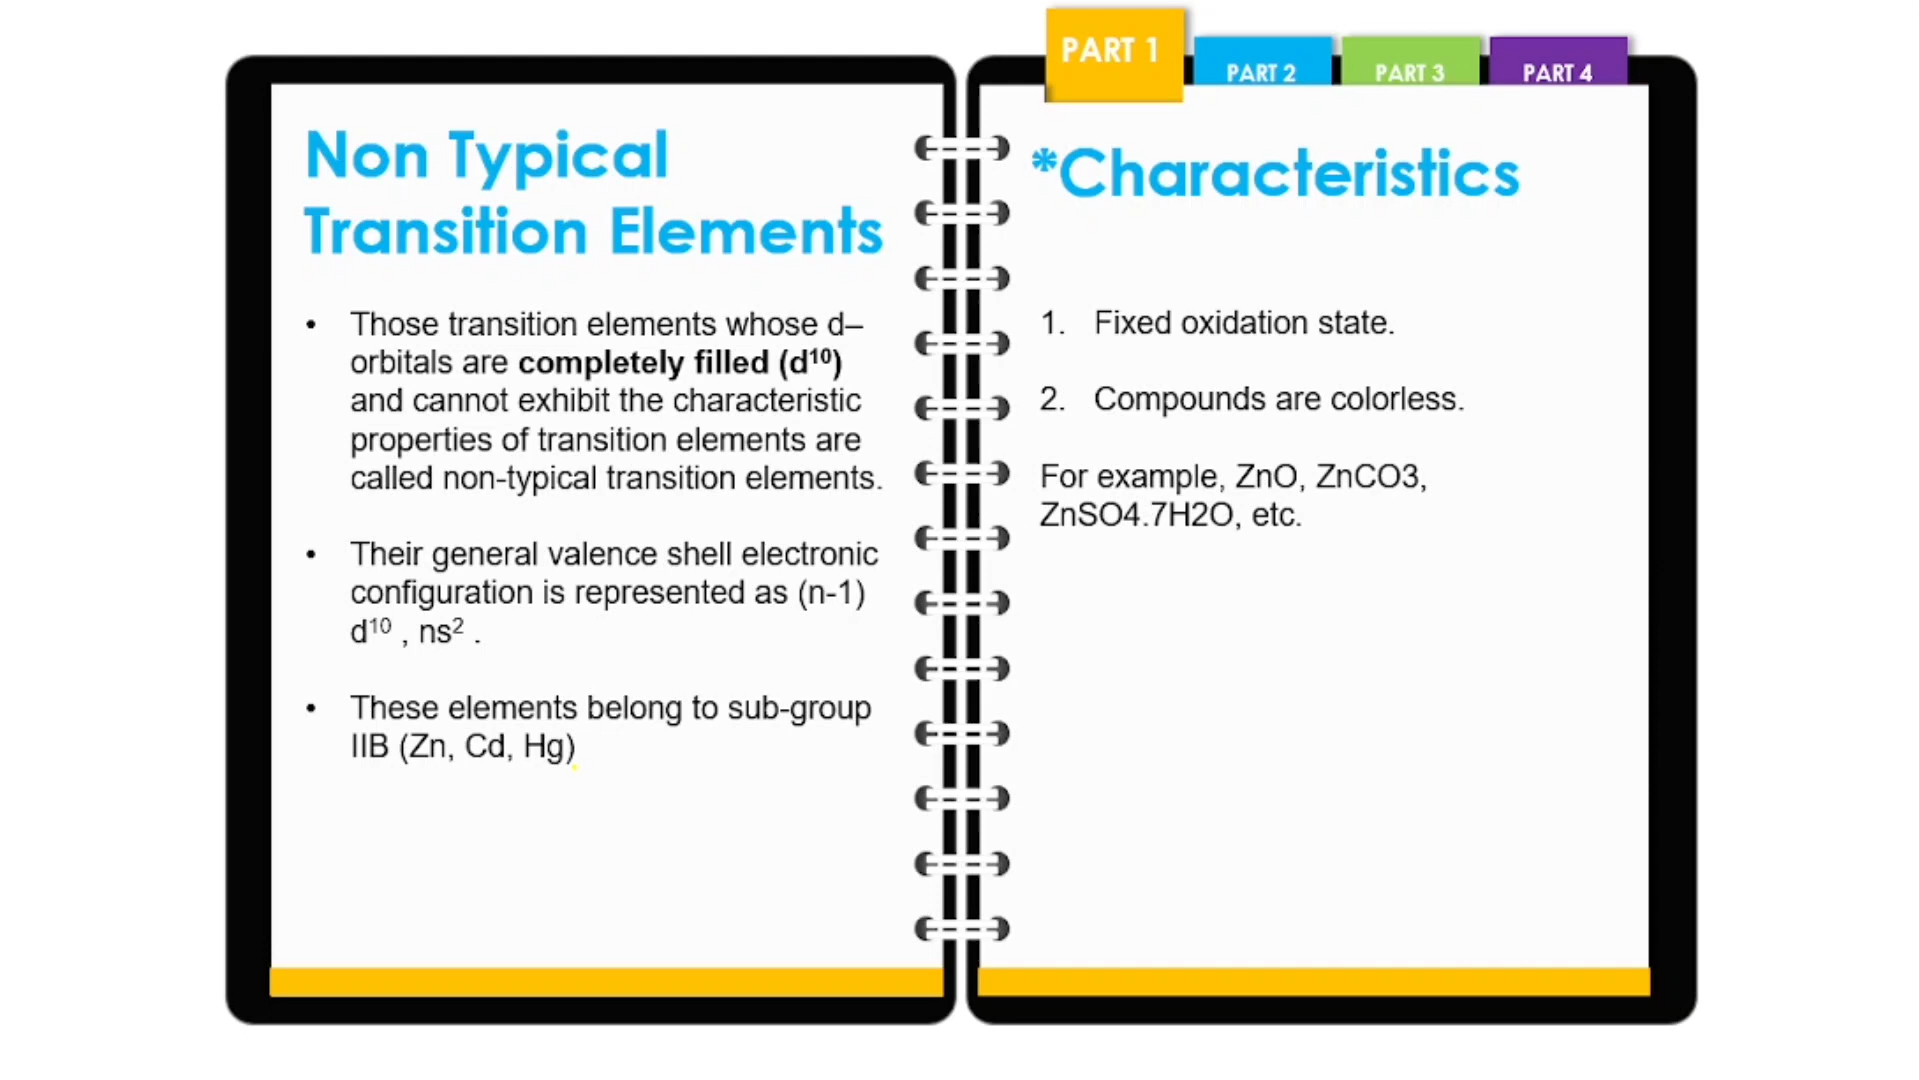 PART 1
PART 2
PART 3
PART 4
Non Typical
Transition Elements
• Those transition elements whose d–
orbitals are completely filled (d¹⁰)
and cannot exhibit the characteristic
properties of transition elements are
called non-typical transition elements.
• Their general valence shell electronic
configuration is represented as (n-1)
d¹⁰ , ns² .
• These elements belong to sub-group
IIB (Zn, Cd, Hg)
*Characteristics
1. Fixed oxidation state.
2. Compounds are colorless.
For example, ZnO, ZnCO3,
ZnSO4.7H2O, etc.